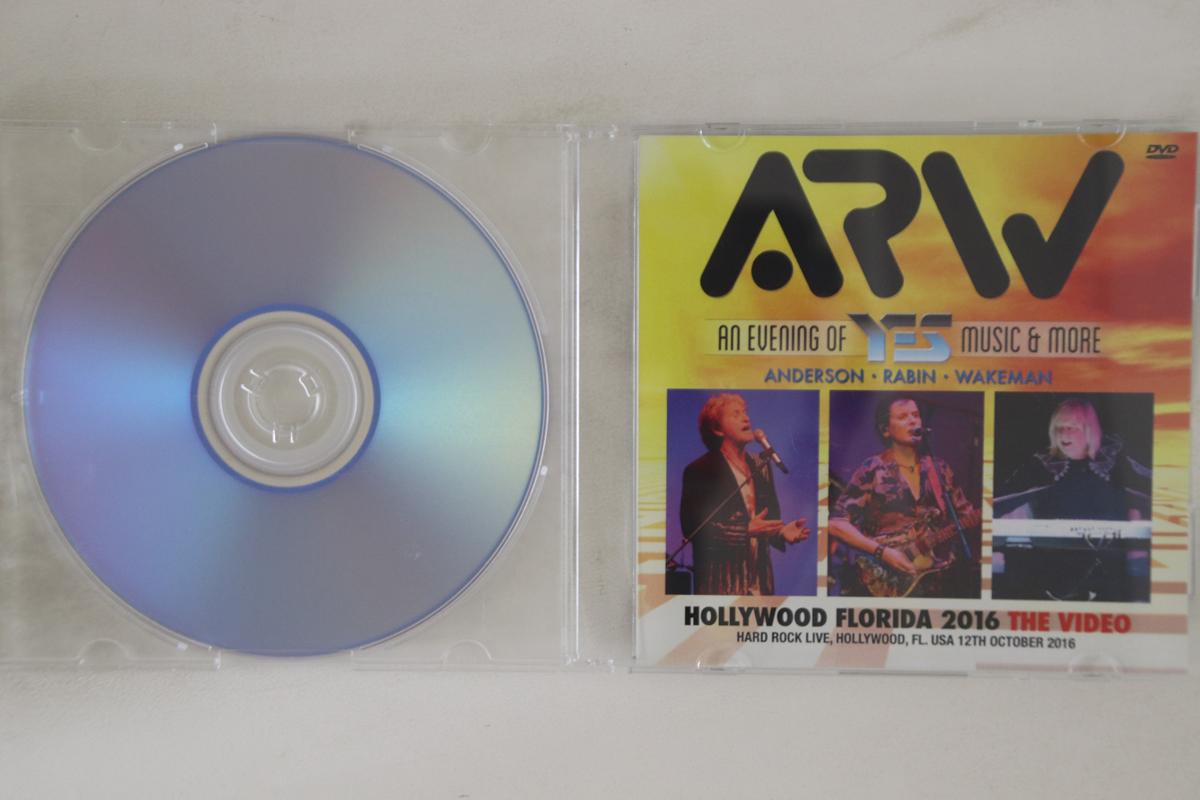 DVD
ARW
AN EVENING OF YES MUSIC & MORE
ANDERSON • RABIN • WAKEMAN
HOLLYWOOD FLORIDA 2016 THE VIDEO
HARD ROCK LIVE, HOLLYWOOD, FL. USA 12TH OCTOBER 2016